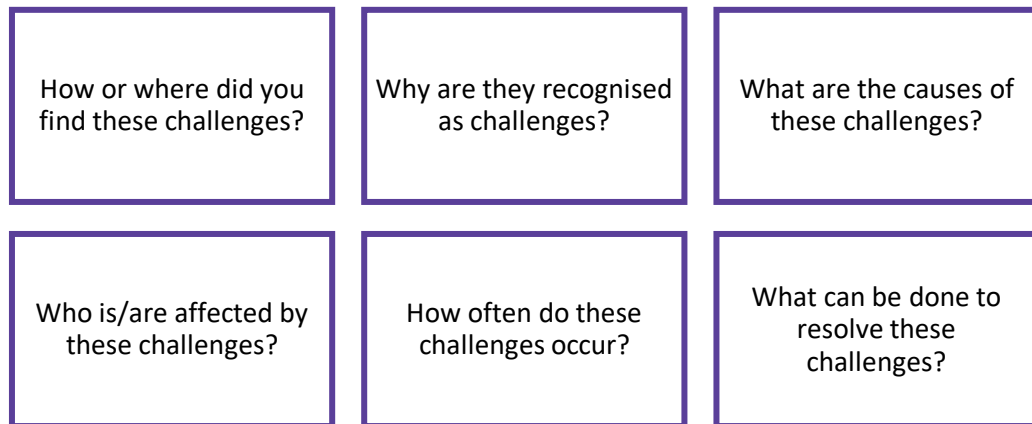 How or where did you
find these challenges?
Why are they recognised
as challenges?
What are the causes of
these challenges?
Who is/are affected by
these challenges?
How often do these
challenges occur?
What can be done to
resolve these
challenges?